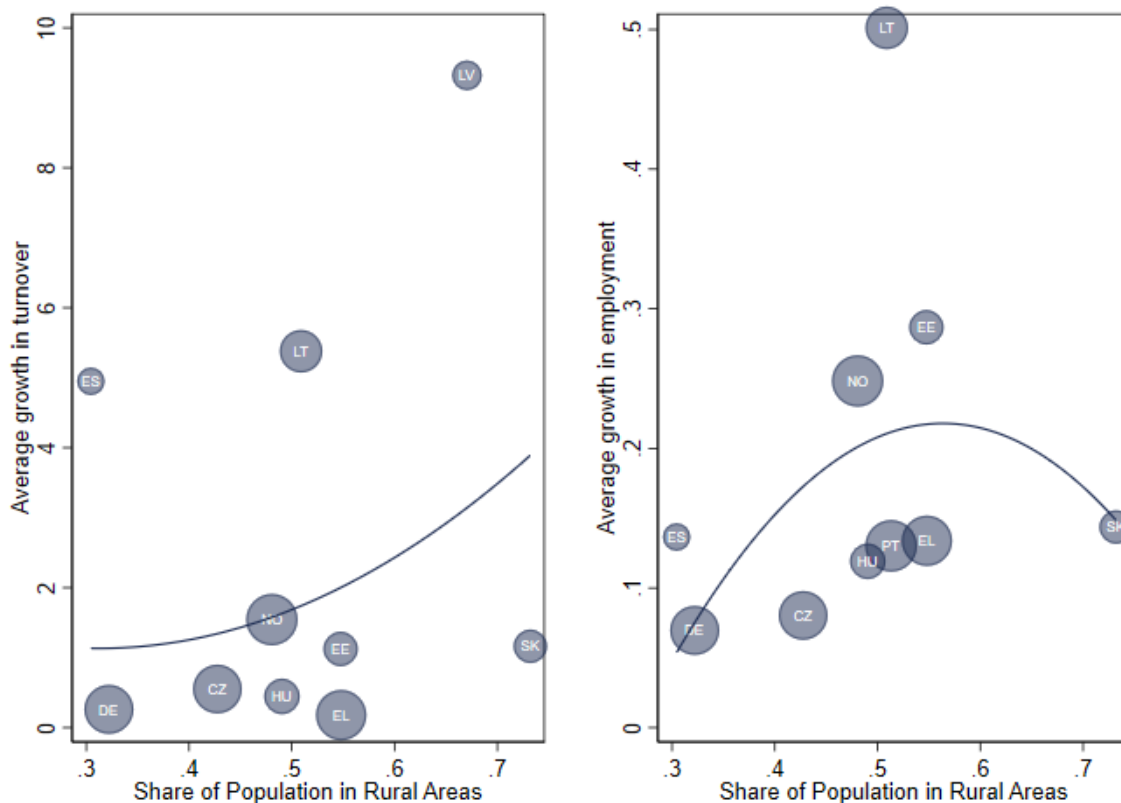 Average growth in turnover
10
8
6
4
2
0
LV
LT
ES
NO
EE
SK
CZ
HU
DE
EL
.3 .4 .5 .6 .7
Share of Population in Rural Areas
Average growth in employment
.5
.4
.3
.2
.1
0
LT
EE
NO
ES
SK
PT
EL
HU
CZ
DE
.3 .4 .5 .6 .7
Share of Population in Rural Areas